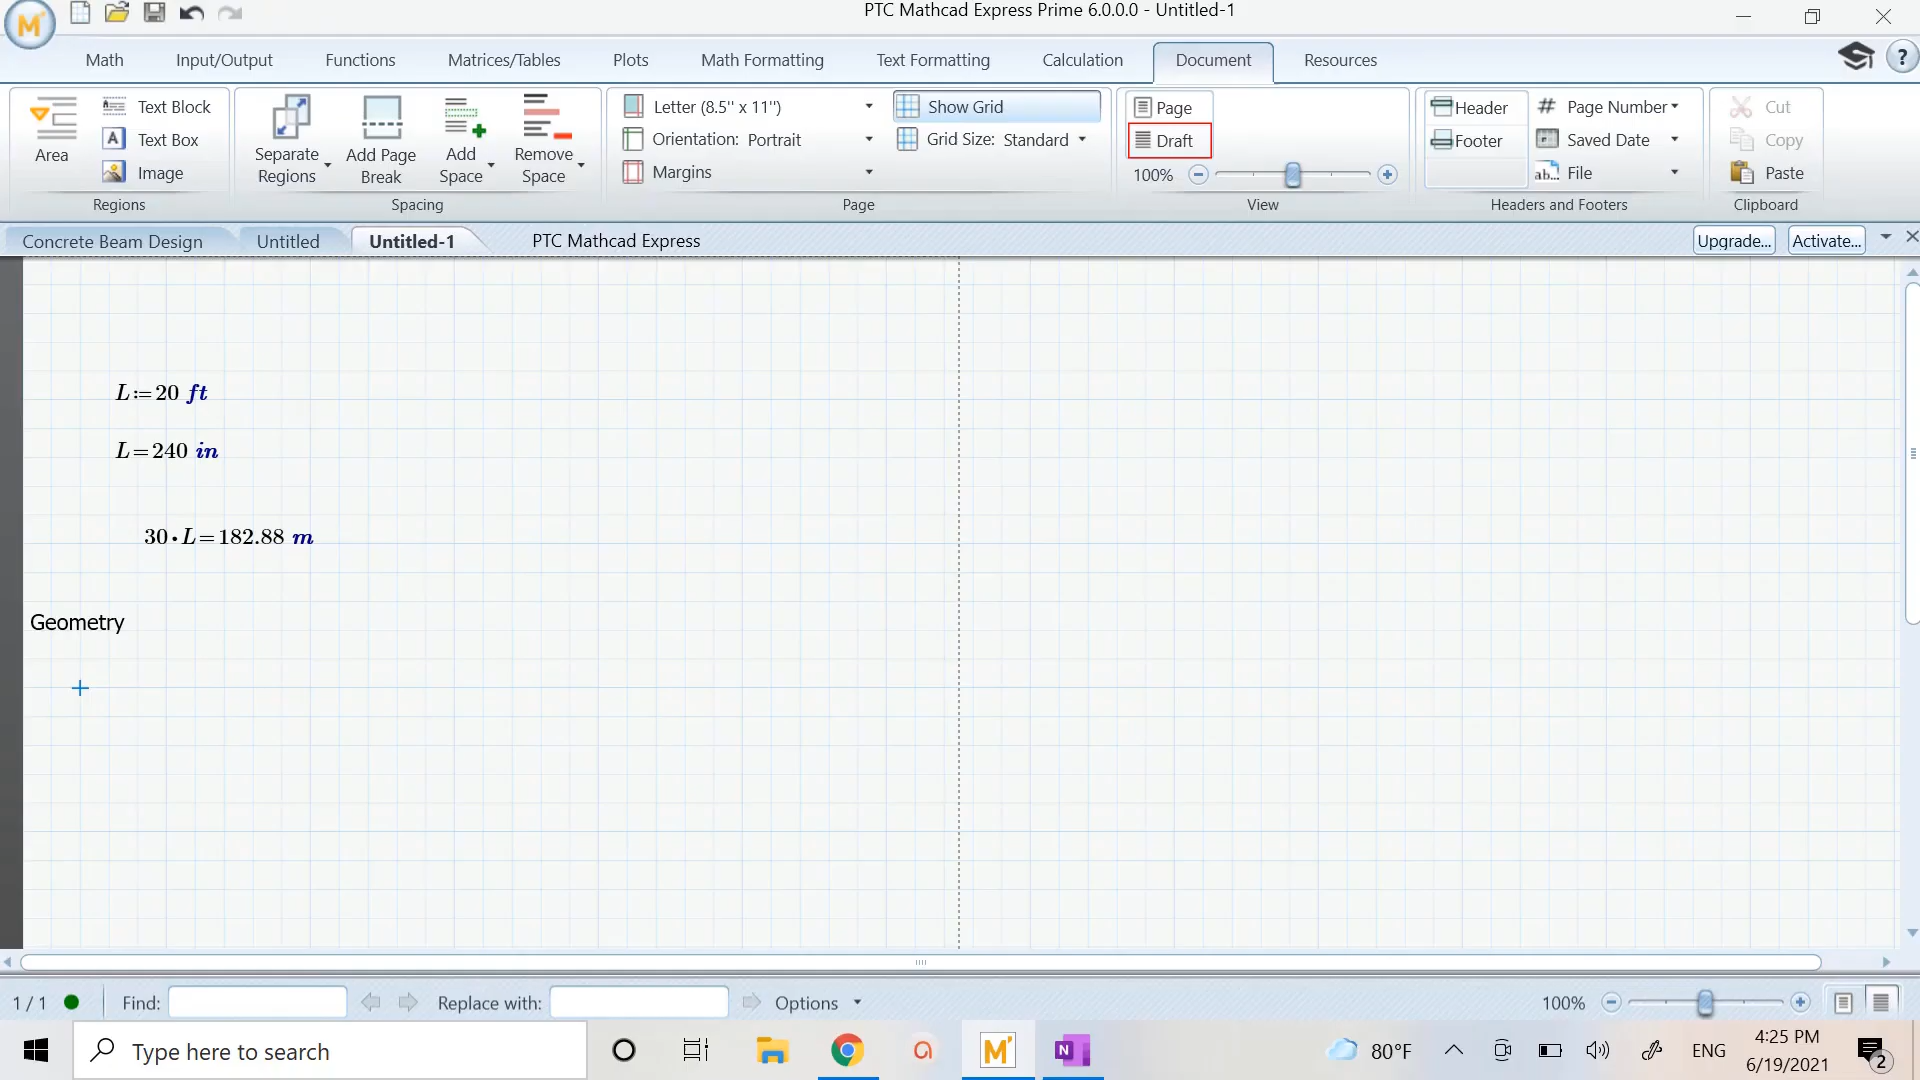 PTC Mathcad Express Prime 6.0.0.0 - Untitled-1
Math Input/Output Functions Matrices/Tables Plots Math Formatting Text Formatting Calculation Document Resources
Area
Text Block
Text Box
Image
Regions
Separate Regions
Add Page Break
Add Space
Remove Space
Spacing
Letter (8.5" x 11")
Orientation: Portrait
Margins
Show Grid
Grid Size: Standard
Page
Page
Draft
100%
View
Header
Footer
# Page Number
Saved Date
ab... File
Headers and Footers
Cut
Copy
Paste
Clipboard
Concrete Beam Design Untitled Untitled-1 PTC Mathcad Express Upgrade... Activate...
L:=20 ft
L=240 in
30·L=182.88 m
Geometry
1 / 1 Find: Replace with: Options 100%
Type here to search
80°F
ENG
4:25 PM
6/19/2021
2